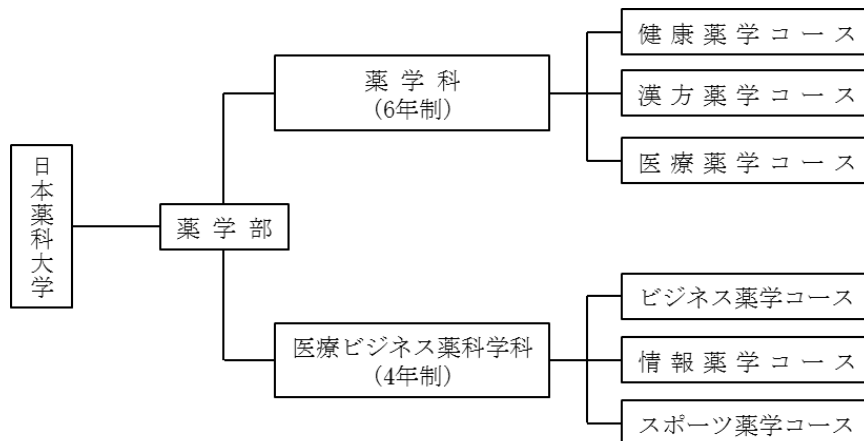 日本薬科大学
薬学部
薬学科
(6年制)
健康薬学コース
漢方薬学コース
医療薬学コース
医療ビジネス薬科学科
(4年制)
ビジネス薬学コース
情報薬学コース
スポーツ薬学コース